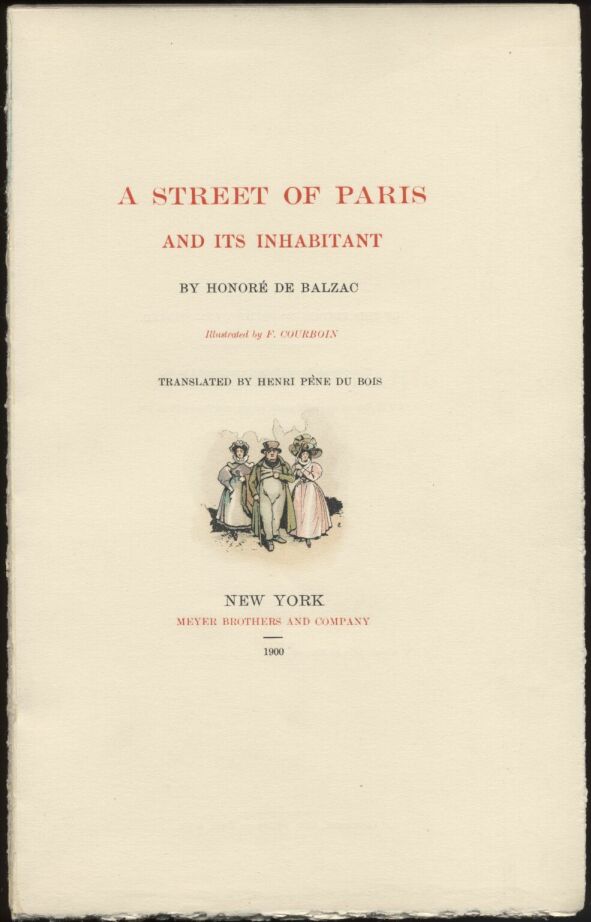 A STREET OF PARIS
AND ITS INHABITANT
BY HONORÉ DE BALZAC
Illustrated by F. COURBOIN
TRANSLATED BY HENRI PÈNE DU BOIS
NEW YORK
MEYER BROTHERS AND COMPANY
1900